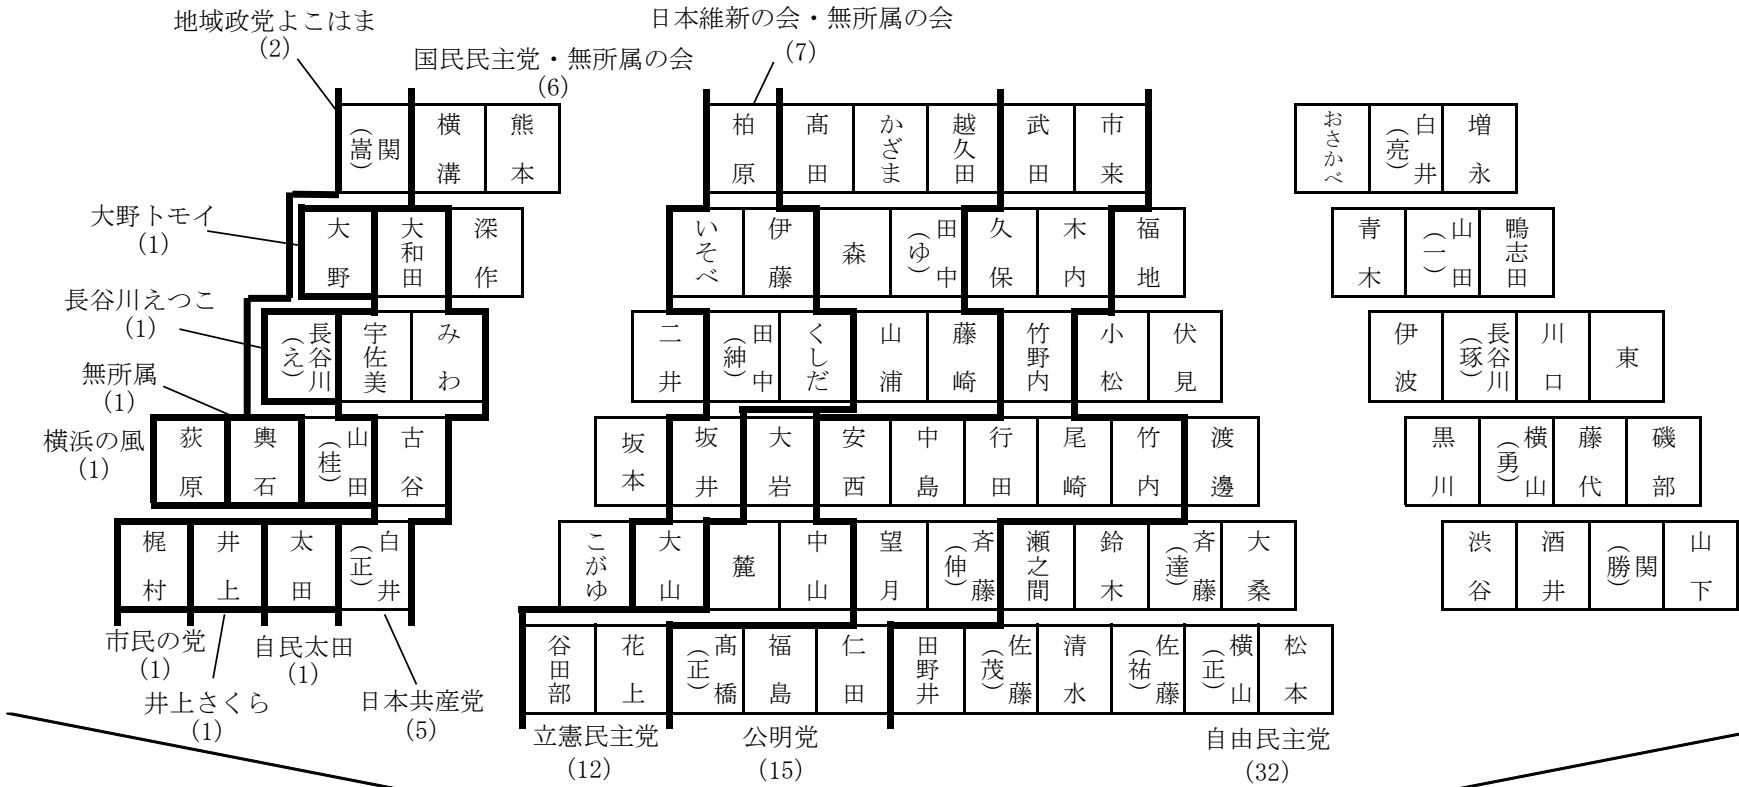 地域政党よこはま
(2)
国民民主党・無所属の会
(6)
日本維新の会・無所属の会
(7)
関(嵩) 横溝 熊本 柏原 髙田 かざま 越久田 武田 市来 おさかべ 白井(亮) 増永
大野トモイ
(1)
大野 大和田 深作 いそべ 伊藤 森 田中(ゆ) 久保 木内 福地 青木 山田(一) 鴨志田
長谷川えつこ
(1)
長谷川(え) 宇佐美 みわ 二井 田中(紳) くしだ 山浦 藤崎 竹野内 小松 伏見 伊波 長谷川(琢) 川口 東
無所属
(1)
横浜の風
(1)
荻原 輿石 山田(桂) 古谷 坂本 坂井 大岩 安西 中島 行田 尾崎 竹内 渡邊 黒川 横山(勇) 藤代 磯部
梶村 井上 太田 白井(正) こがゆ 大山 麓 中山 望月 斉藤(伸) 瀬之間 鈴木 斉藤(達) 大桑 渋谷 酒井 関(勝) 山下
谷田部 花上 髙橋(正) 福島 仁田 田野井 佐藤(茂) 清水 佐藤(祐) 横山(正) 松本
市民の党
(1)
自民太田
(1)
井上さくら
(1)
日本共産党
(5)
立憲民主党
(12)
公明党
(15)
自由民主党
(32)